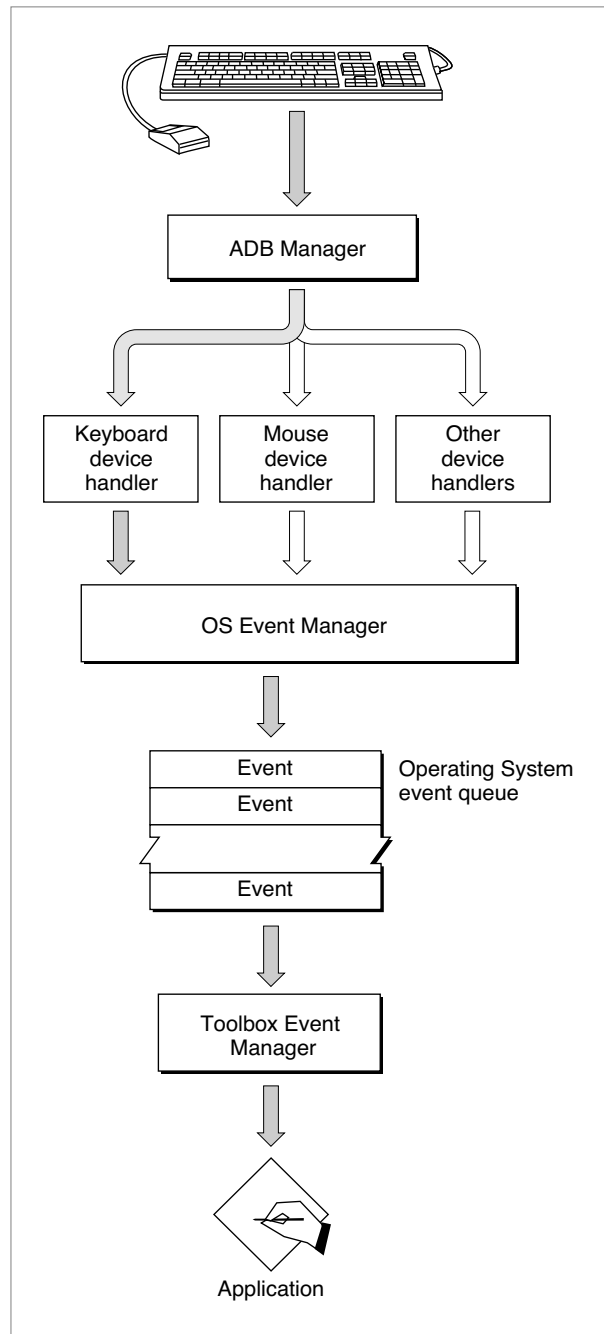 ADB Manager
Keyboard
device
handler
Mouse
device
handler
Other
device
handlers
OS Event Manager
Event
Event
Event
Operating System
event queue
Toolbox Event
Manager
Application